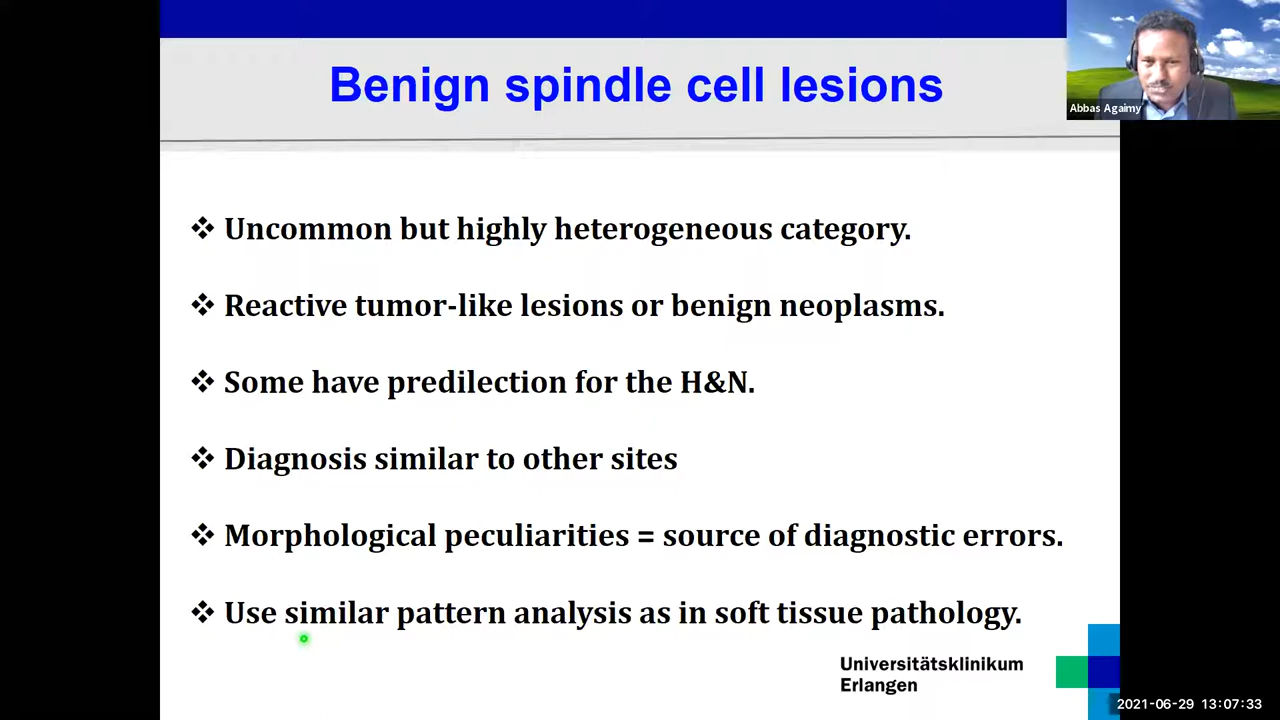 Benign spindle cell lesions
Abbas Agaimy
❖ Uncommon but highly heterogeneous category.
❖ Reactive tumor-like lesions or benign neoplasms.
❖ Some have predilection for the H&N.
❖ Diagnosis similar to other sites
❖ Morphological peculiarities = source of diagnostic errors.
❖ Use similar pattern analysis as in soft tissue pathology.
Universitätsklinikum
Erlangen
2021-06-29 13:07:33